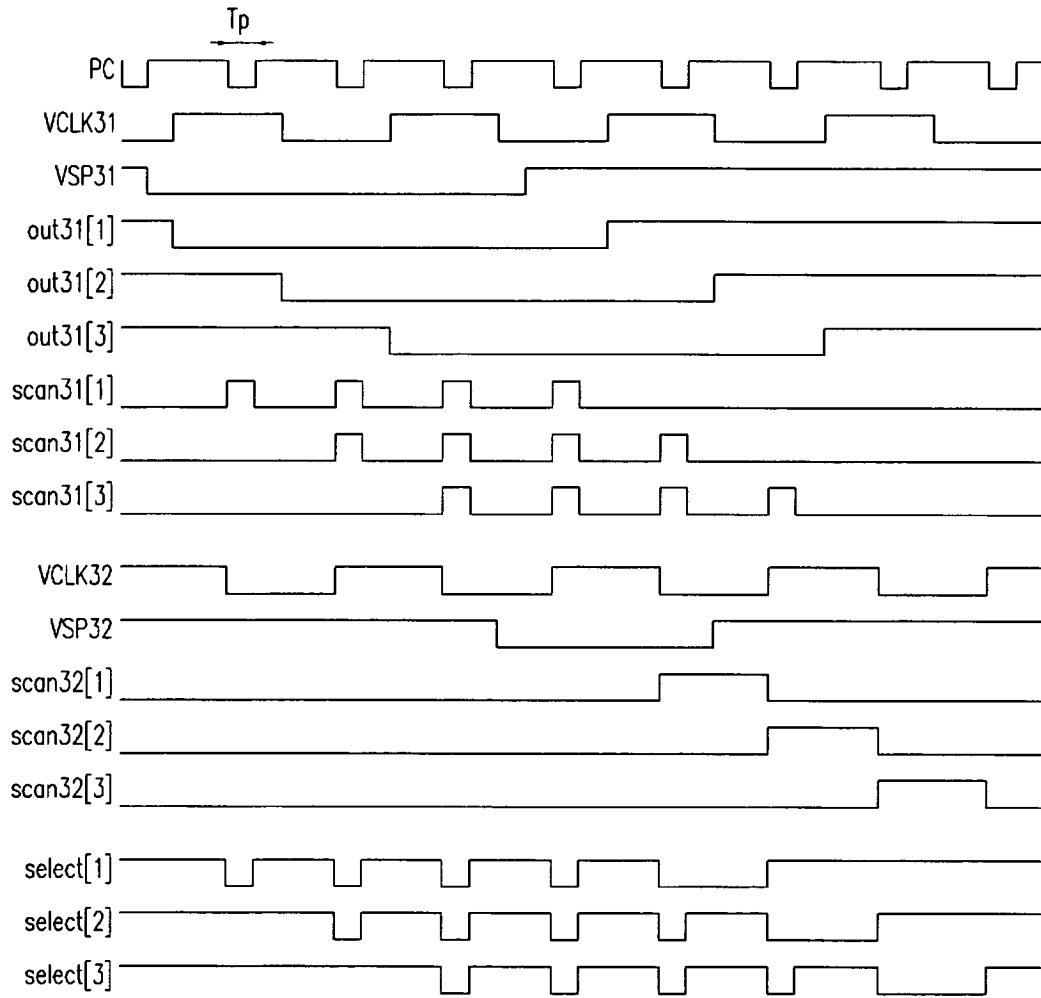 Tp
PC
VCLK31
VSP31
out31[1]
out31[2]
out31[3]
scan31[1]
scan31[2]
scan31[3]
VCLK32
VSP32
scan32[1]
scan32[2]
scan32[3]
select[1]
select[2]
select[3]